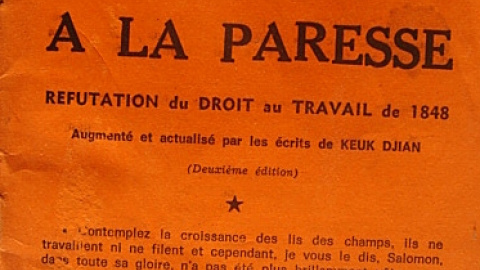 A LA PARESSE
REFUTATION du DROIT au TRAVAIL de 1848
Augmenté et actualisé par les écrits de KEUK DJIAN
(Deuxième édition)
★
« Contemplez la croissance des lis des champs, ils ne
travaillent ni ne filent et cependant, je vous le dis, Salomon,
dans toute sa gloire, n'a pas été plus brillamment